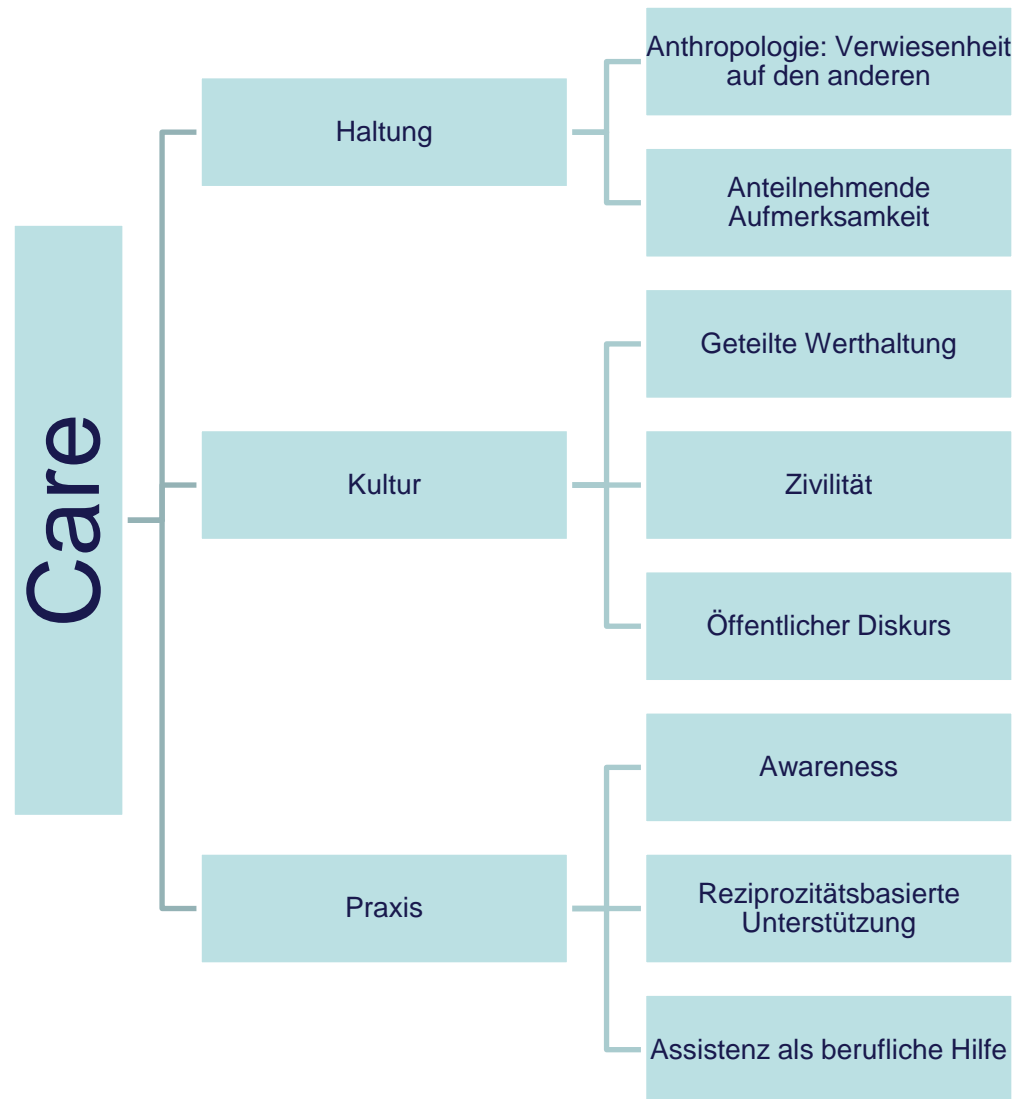 Care
Haltung
Anthropologie: Verwiesenheit
auf den anderen
Anteilnehmende
Aufmerksamkeit
Kultur
Geteilte Werthaltung
Zivilität
Öffentlicher Diskurs
Praxis
Awareness
Reziprozitätsbasierte
Unterstützung
Assistenz als berufliche Hilfe